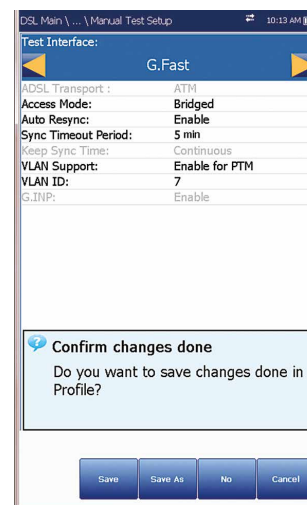 DSL Main \ ... \ Manual Test Setup 10:13 AM
Test Interface:
G.Fast
ADSL Transport : ATM
Access Mode: Bridged
Auto Resync: Enable
Sync Timeout Period: 5 min
Keep Sync Time: Continuous
VLAN Support: Enable for PTM
VLAN ID: 7
G.INP: Enable
Confirm changes done
Do you want to save changes done in
Profile?
Save Save As No Cancel